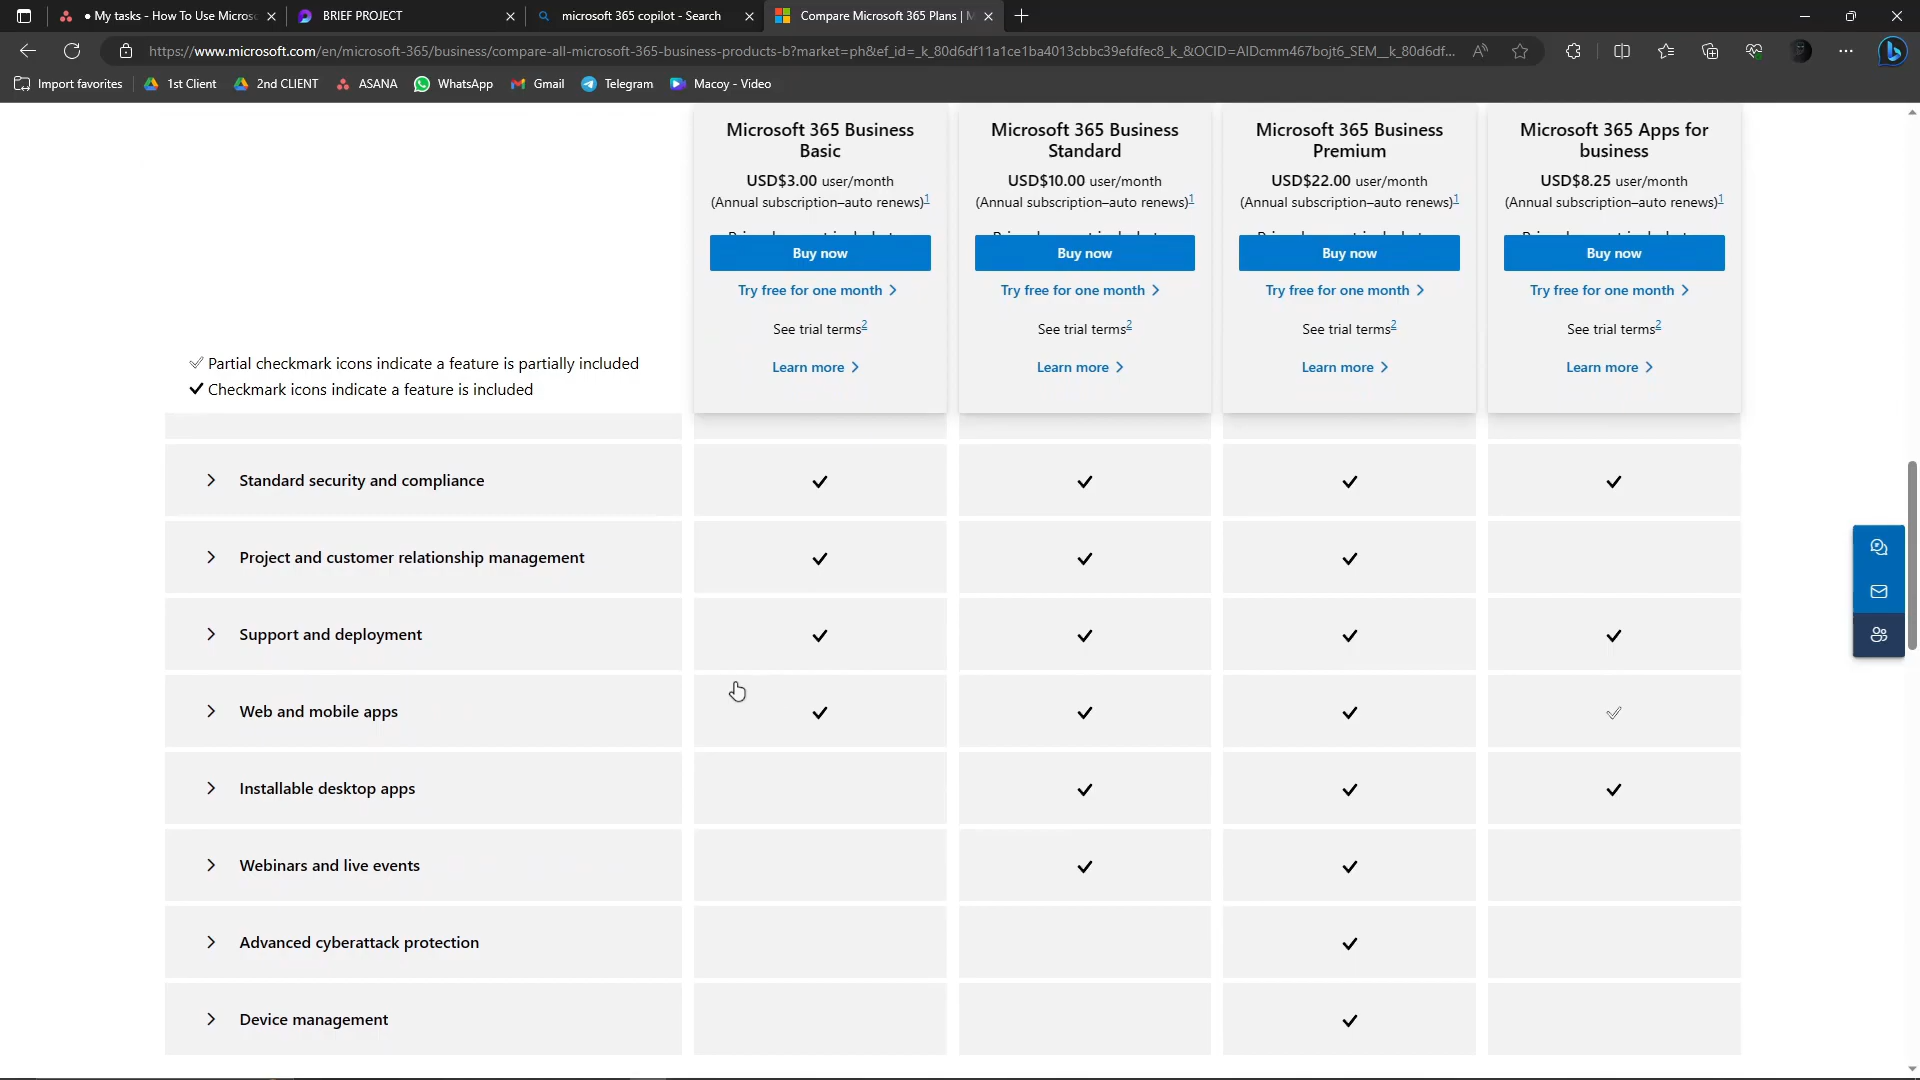 • My tasks - How To Use Microso
BRIEF PROJECT
microsoft 365 copilot - Search
Compare Microsoft 365 Plans | M
https://www.microsoft.com/en/microsoft-365/business/compare-all-microsoft-365-business-products-b?market=ph&ef_id=_k_80d6df11a1ce1ba4013cbbc39efdfec8_k_&OCID=AIDcmm467bojt6_SEM__k_80d6df...
Import favorites
1st Client
2nd CLIENT
ASANA
WhatsApp
Gmail
Telegram
Macoy - Video
Microsoft 365 Business Basic
USD$3.00 user/month
(Annual subscription–auto renews)1
Buy now
Try free for one month
See trial terms2
Learn more
Microsoft 365 Business Standard
USD$10.00 user/month
(Annual subscription–auto renews)1
Buy now
Try free for one month
See trial terms2
Learn more
Microsoft 365 Business Premium
USD$22.00 user/month
(Annual subscription–auto renews)1
Buy now
Try free for one month
See trial terms2
Learn more
Microsoft 365 Apps for business
USD$8.25 user/month
(Annual subscription–auto renews)1
Buy now
Try free for one month
See trial terms2
Learn more
Partial checkmark icons indicate a feature is partially included
Checkmark icons indicate a feature is included
Standard security and compliance
Project and customer relationship management
Support and deployment
Web and mobile apps
Installable desktop apps
Webinars and live events
Advanced cyberattack protection
Device management